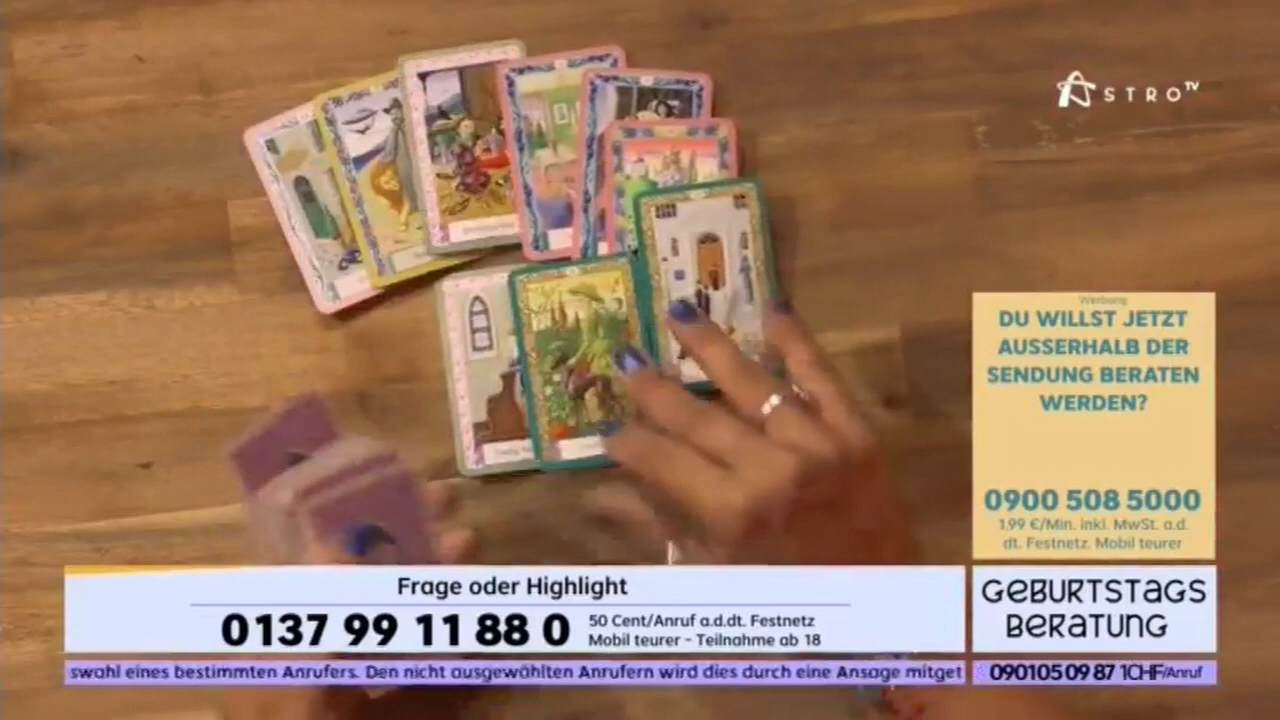 ASTRO TV
Werbung
DU WILLST JETZT
AUSSERHALB DER
SENDUNG BERATEN
WERDEN?
0900 508 5000
1,99 €/Min. inkl. MwSt. a.d.
dt. Festnetz. Mobil teurer
Frage oder Highlight
0137 99 11 88 0
50 Cent/Anruf a.d.dt. Festnetz
Mobil teurer - Teilnahme ab 18
GEBURTSTAGS
BERATUNG
swahl eines bestimmten Anrufers. Den nicht ausgewählten Anrufern wird dies durch eine Ansage mitget
090105 09 87 1CHF/Anruf